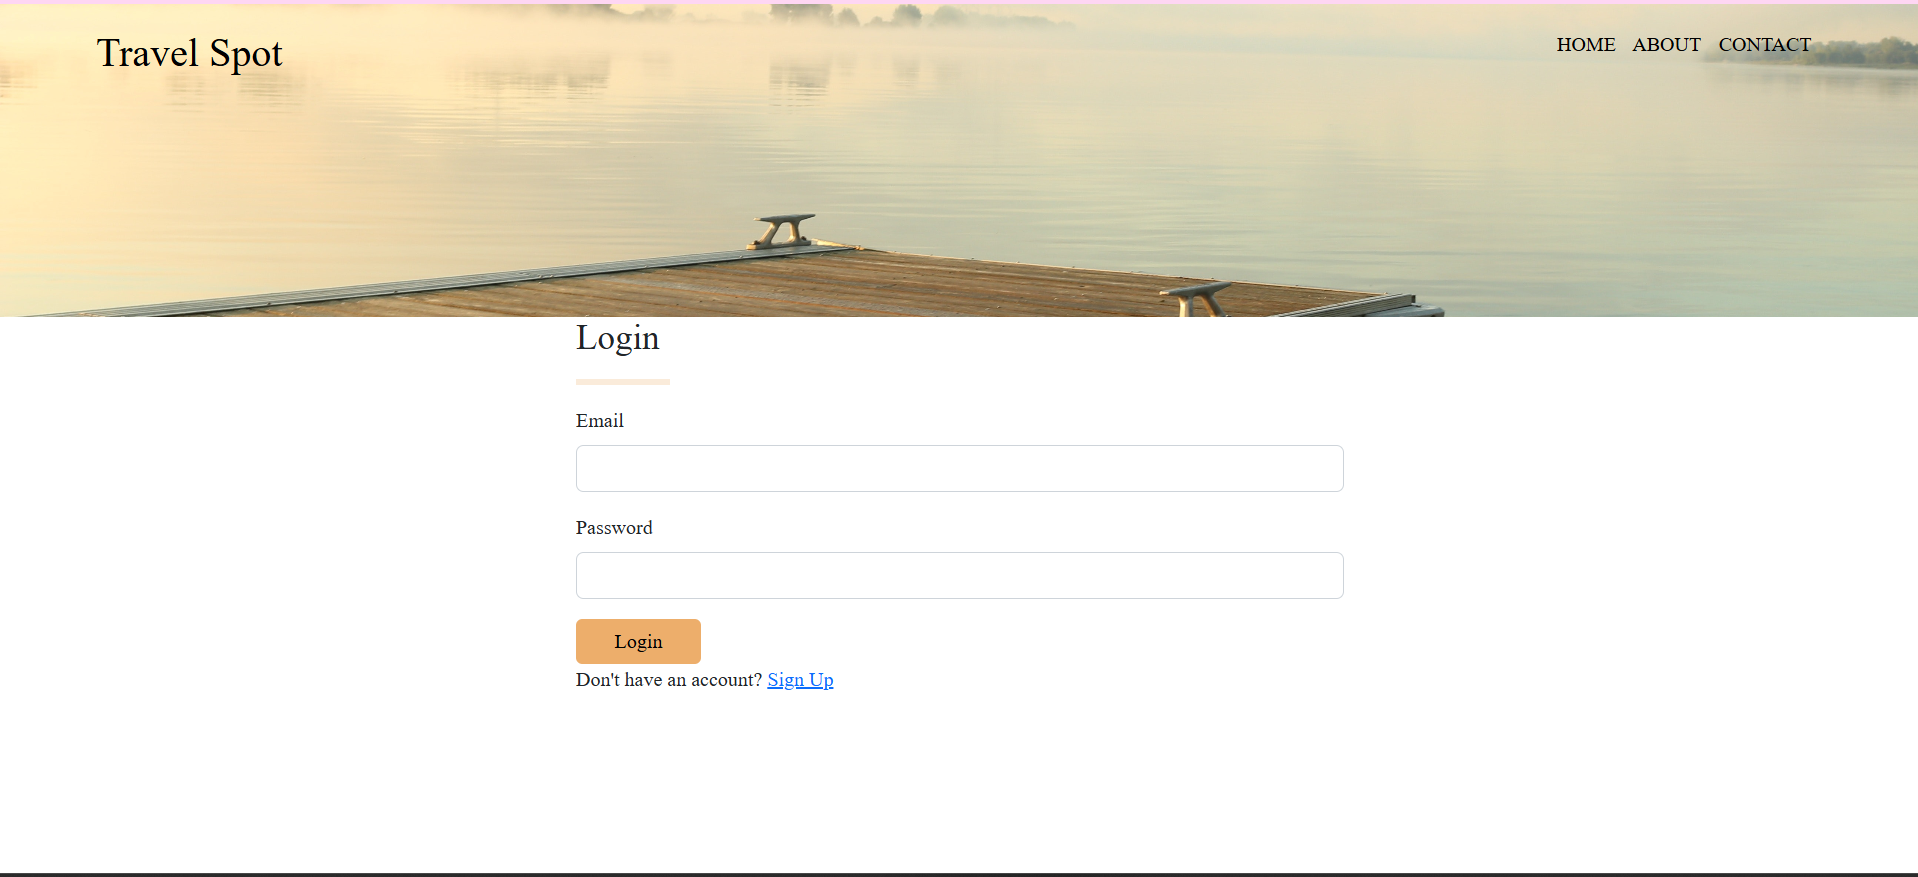 Travel Spot
HOME ABOUT CONTACT
Login
Email
Password
Login
Don't have an account? Sign Up